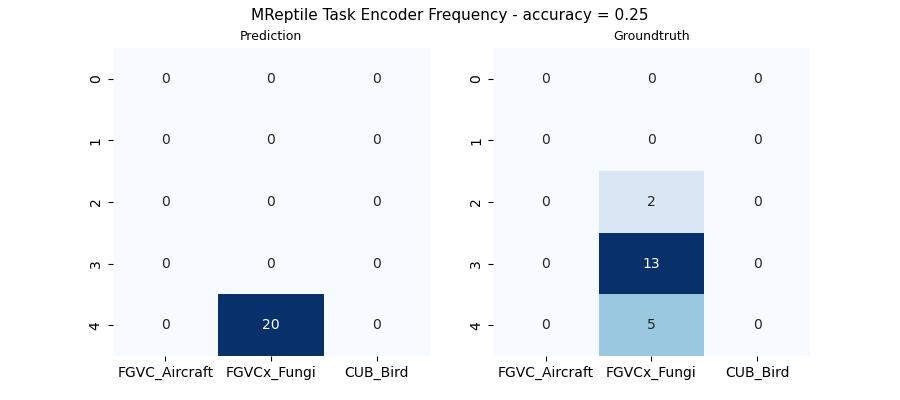 MReptile Task Encoder Frequency - accuracy = 0.25
Prediction Groundtruth
0 0 0 0 0 0 0 0
1 0 0 0 1 0 0 0
2 0 0 0 2 0 2 0
3 0 0 0 3 0 13 0
4 0 20 0 4 0 5 0
FGVC_Aircraft FGVCx_Fungi CUB_Bird FGVC_Aircraft FGVCx_Fungi CUB_Bird